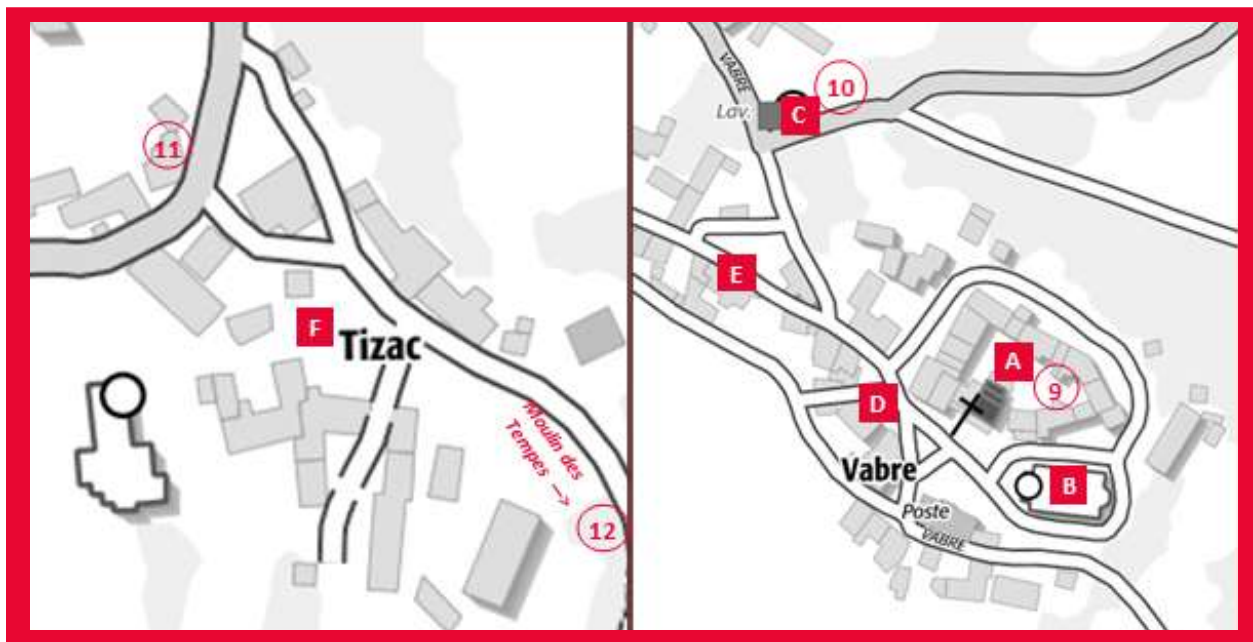 11
F
Tizac
Moulin des
Tempes —>
12
VABRE
10
Lav.
C
E
A
9
D
Vabre
B
Poste
VABRE